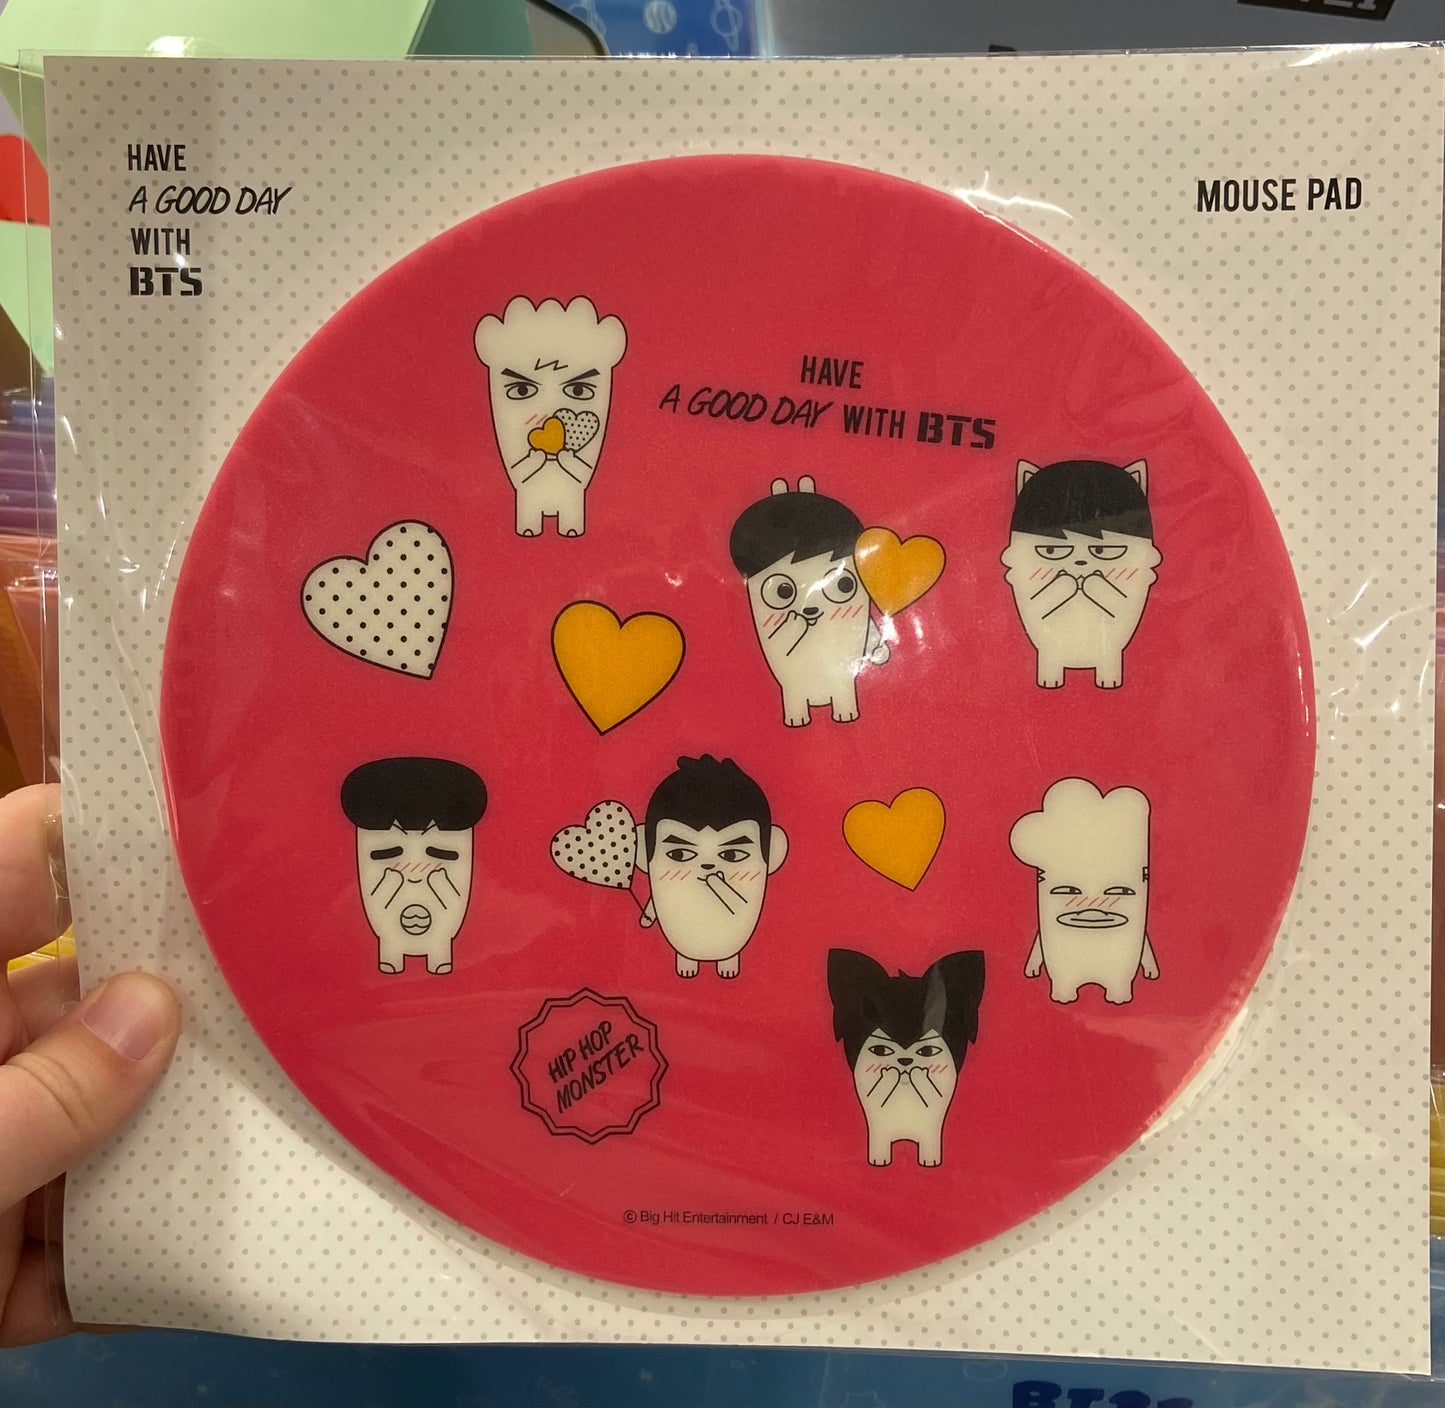 HAVE
A GOOD DAY
WITH
BTS
MOUSE PAD
HAVE
A GOOD DAY WITH BTS
HIP HOP
MONSTER
© Big Hit Entertainment / CJ E&M